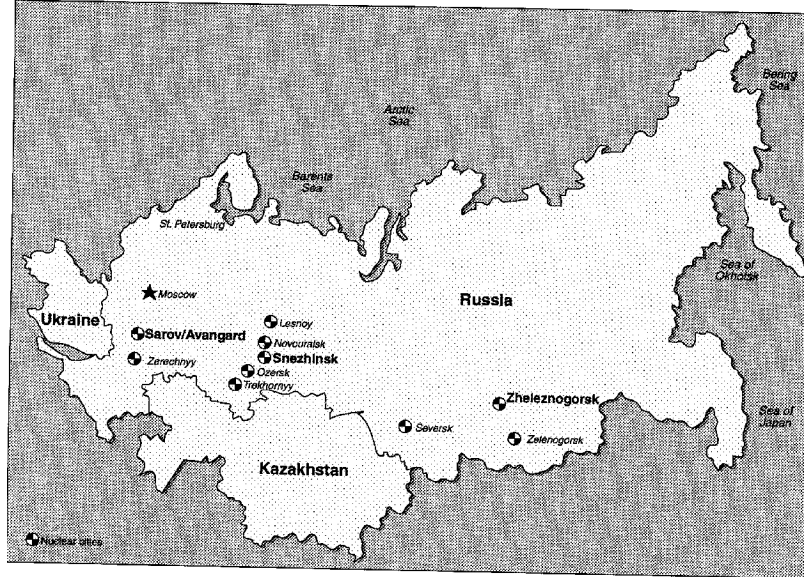 Bering
Sea
Arctic
Sea
Barents
Sea
St. Petersburg
Sea of
Okhotsk
Moscow
Russia
Ukraine
Lesnoy
Sarov/Avangard
Novouralsk
Snezhinsk
Zarechnyy
Ozersk
Trekhornyy
Zheleznogorsk
Sea of
Japan
Seversk
Zelenogorsk
Kazakhstan
Nuclear cities